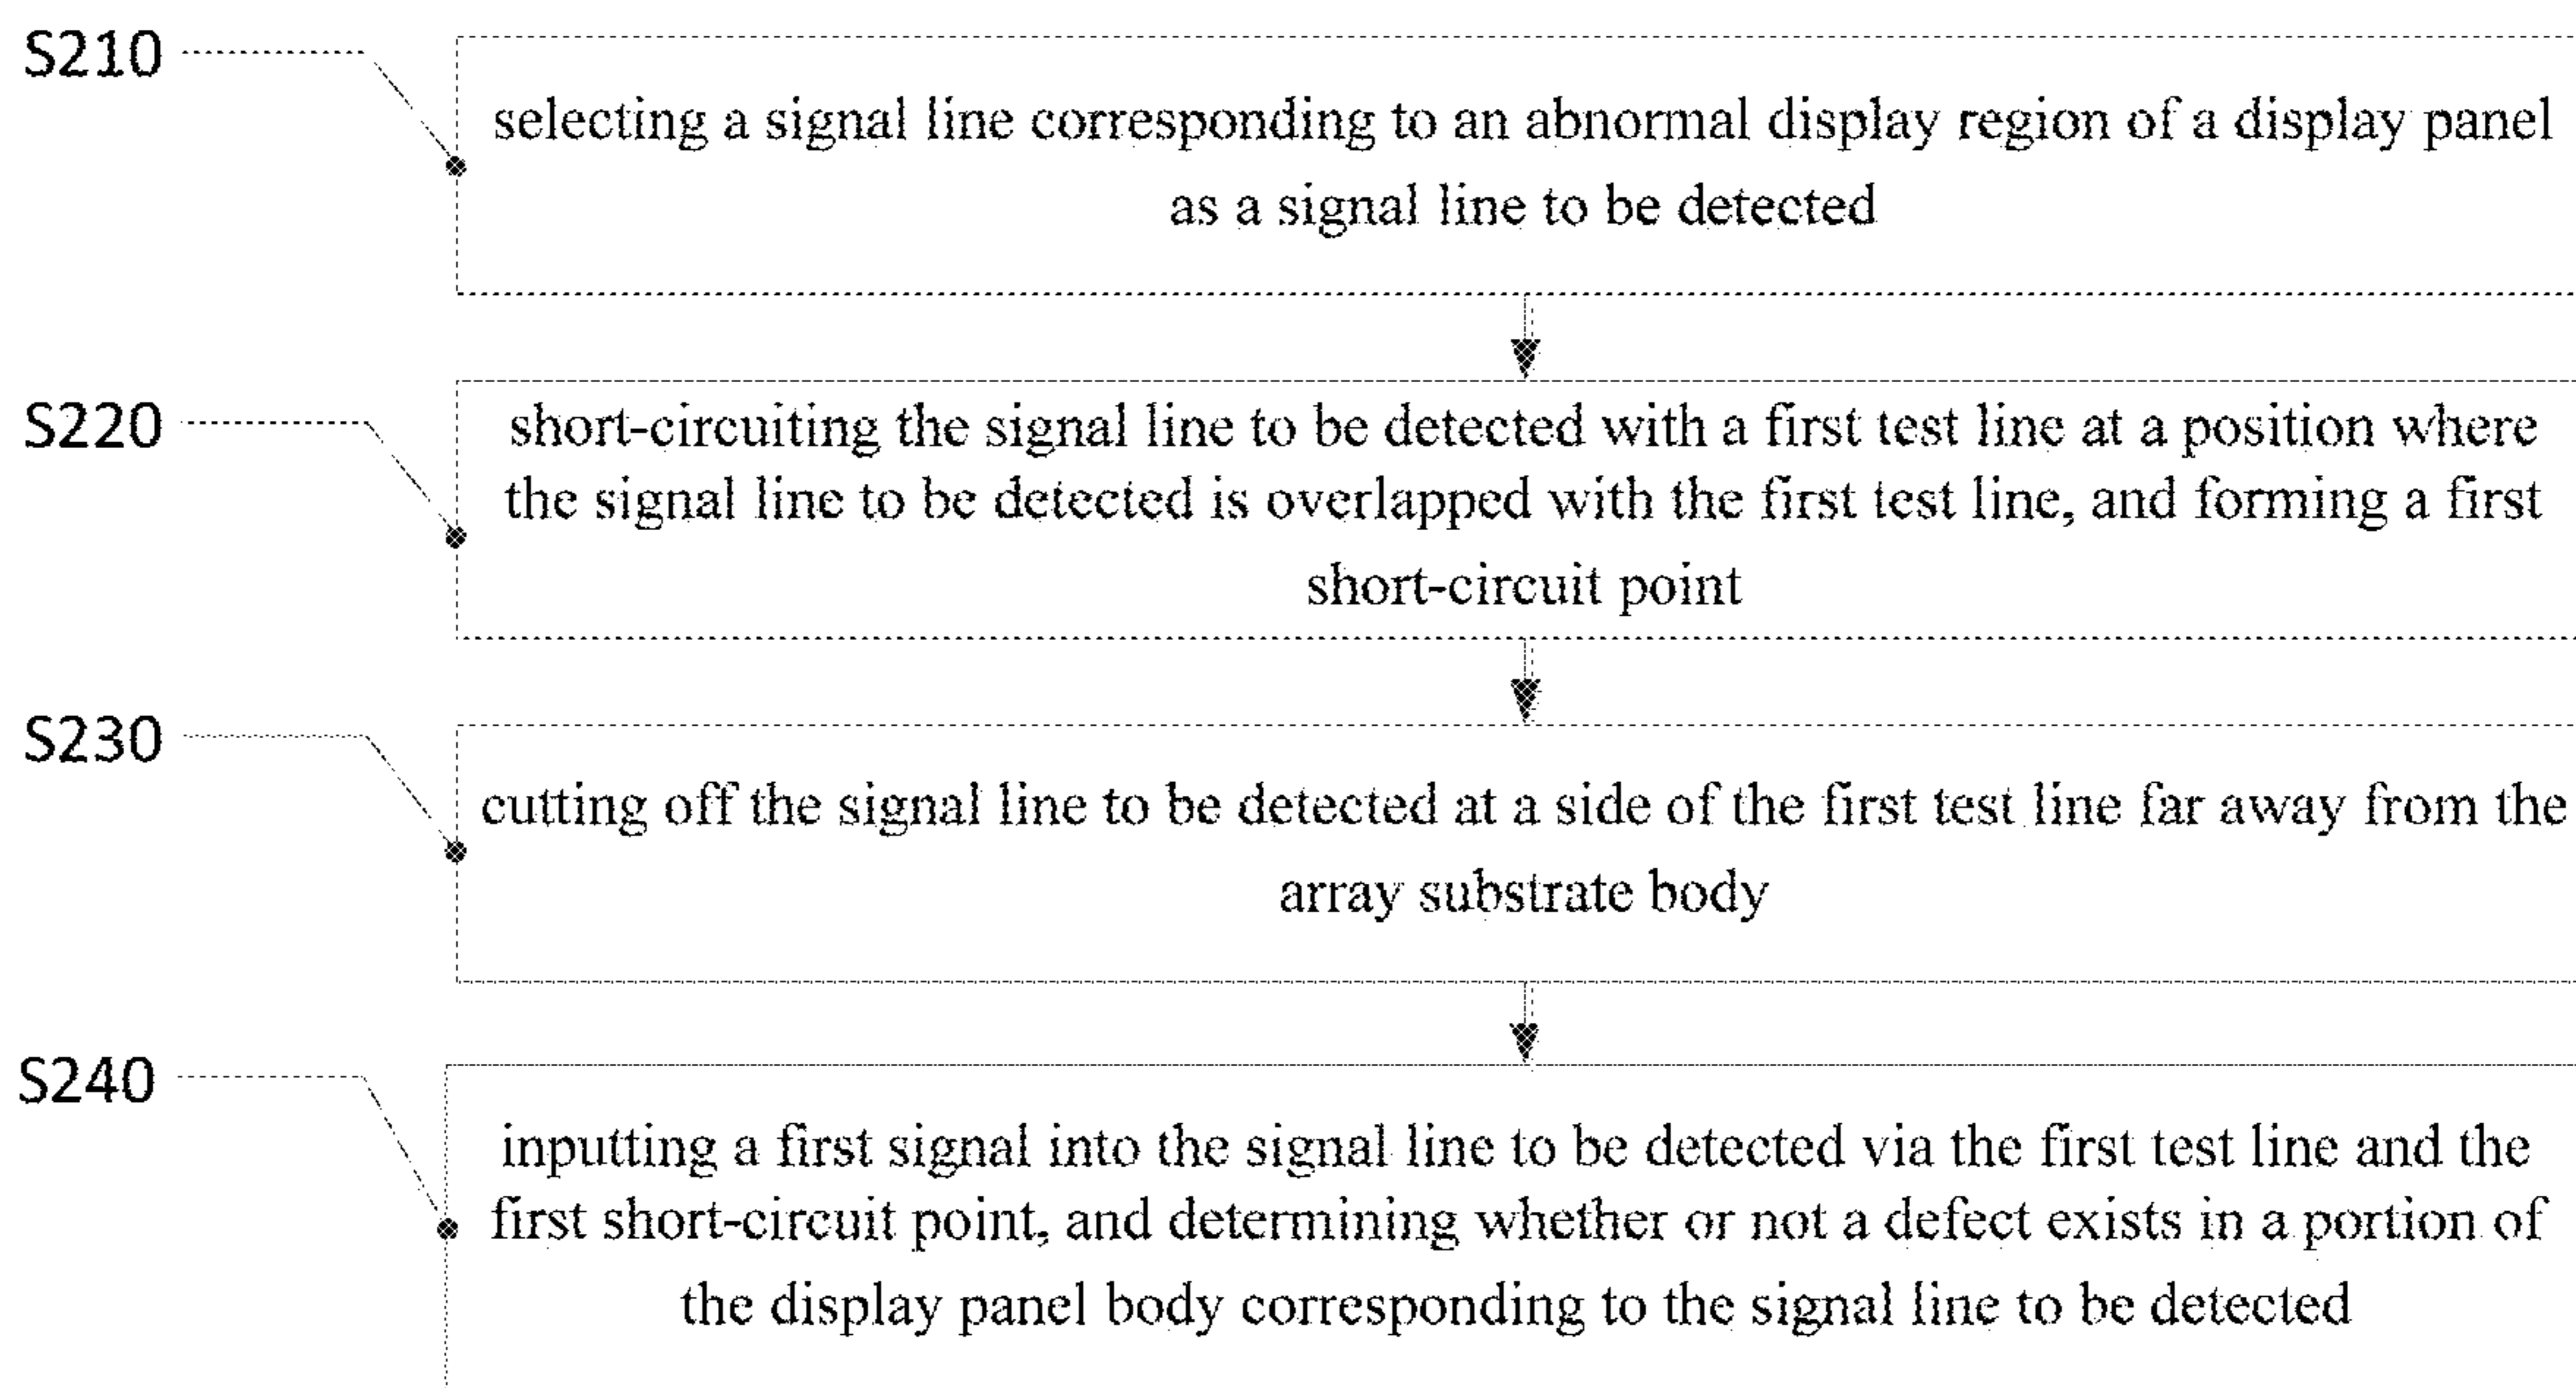 S210
selecting a signal line corresponding to an abnormal display region of a display panel
as a signal line to be detected
S220
short-circuiting the signal line to be detected with a first test line at a position where
the signal line to be detected is overlapped with the first test line, and forming a first
short-circuit point
S230
cutting off the signal line to be detected at a side of the first test line far away from the
array substrate body
S240
inputting a first signal into the signal line to be detected via the first test line and the
first short-circuit point, and determining whether or not a defect exists in a portion of
the display panel body corresponding to the signal line to be detected